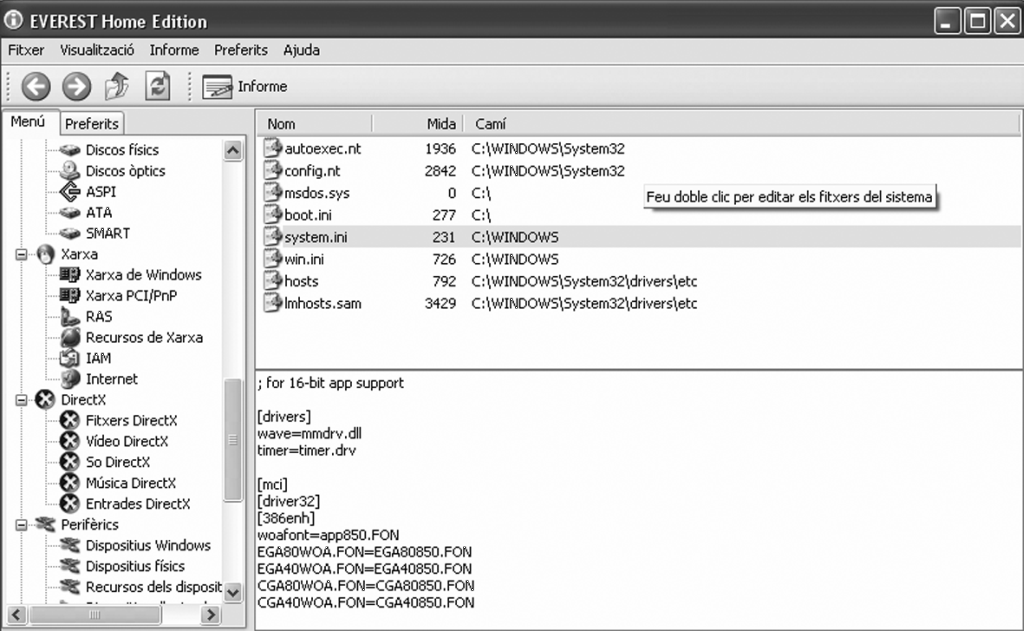 EVEREST Home Edition
Fitxer Visualització Informe Preferits Ajuda
Informe
Menú Preferits
Discos físics
Discos òptics
ASPI
ATA
SMART
Xarxa
Xarxa de Windows
Xarxa PCI/PnP
RAS
Recursos de Xarxa
IAM
Internet
DirectX
Fitxers DirectX
Vídeo DirectX
So DirectX
Música DirectX
Entrades DirectX
Perifèrics
Dispositius Windows
Dispositius físics
Recursos dels disposit
Nom Mida Camí
autoexec.nt 1936 C:\WINDOWS\System32
config.nt 2842 C:\WINDOWS\System32
msdos.sys 0 C:\
Feu doble clic per editar els fitxers del sistema
boot.ini 277 C:\
system.ini 231 C:\WINDOWS
win.ini 726 C:\WINDOWS
hosts 792 C:\WINDOWS\System32\drivers\etc
lmhosts.sam 3429 C:\WINDOWS\System32\drivers\etc
; for 16-bit app support
[drivers]
wave=mmdrv.dll
timer=timer.drv
[mci]
[driver32]
[386enh]
woafont=app850.FON
EGA80WOA.FON=EGA80850.FON
EGA40WOA.FON=EGA40850.FON
CGA80WOA.FON=CGA80850.FON
CGA40WOA.FON=CGA40850.FON